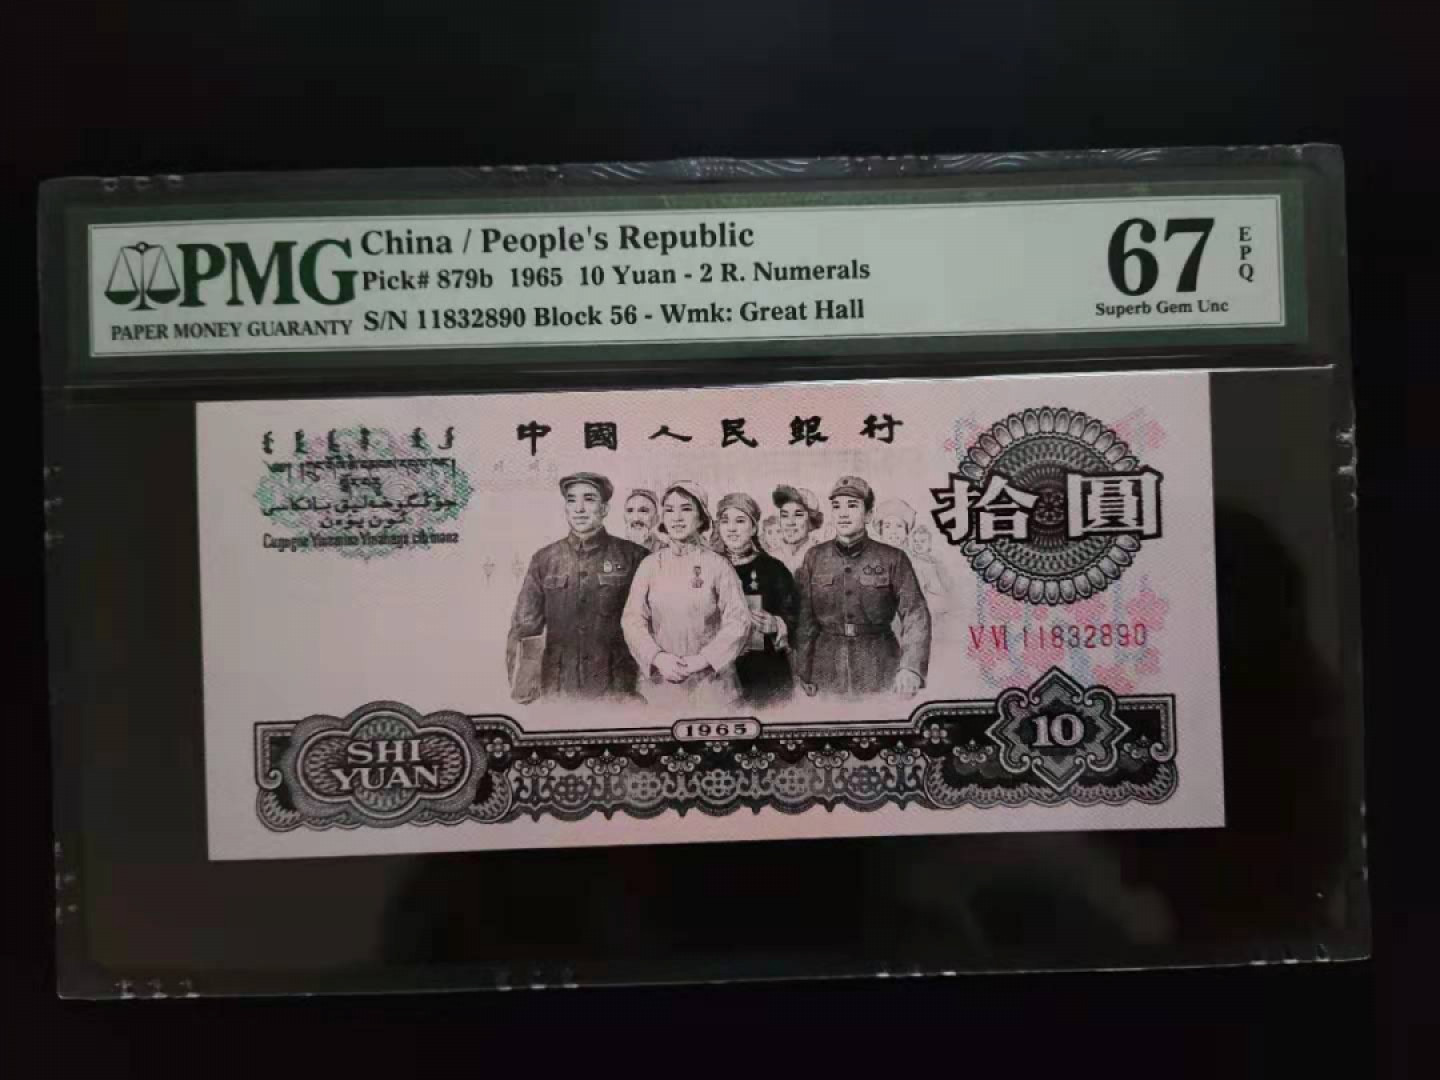 PMG
PAPER MONEY GUARANTY
China / People's Republic
Pick# 879b 1965 10 Yuan - 2 R. Numerals
S/N 11832890 Block 56 - Wmk: Great Hall
67
EPQ
Superb Gem Unc
中國人民銀行
拾圓
V VI 11832890
1965
SHI
YUAN
10